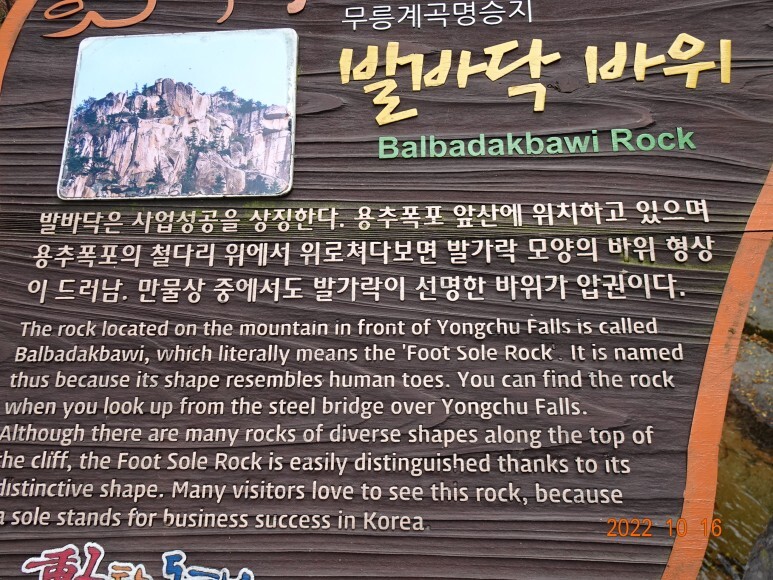 무릉계곡명승지
발바닥 바위
Balbadakbawi Rock
발바닥은 사업성공을 상징한다. 용추폭포 앞산에 위치하고 있으며
용추폭포의 철다리 위에서 위로쳐다보면 발가락 모양의 바위 형상
이 드러남. 만물상 중에서도 발가락이 선명한 바위가 압권이다.
The rock located on the mountain in front of Yongchu Falls is called
Balbadakbawi, which literally means the 'Foot Sole Rock'. It is named
thus because its shape resembles human toes. You can find the rock
when you look up from the steel bridge over Yongchu Falls.
Although there are many rocks of diverse shapes along the top of
the cliff, the Foot Sole Rock is easily distinguished thanks to its
distinctive shape. Many visitors love to see this rock, because
a sole stands for business success in Korea.
2022 10 16